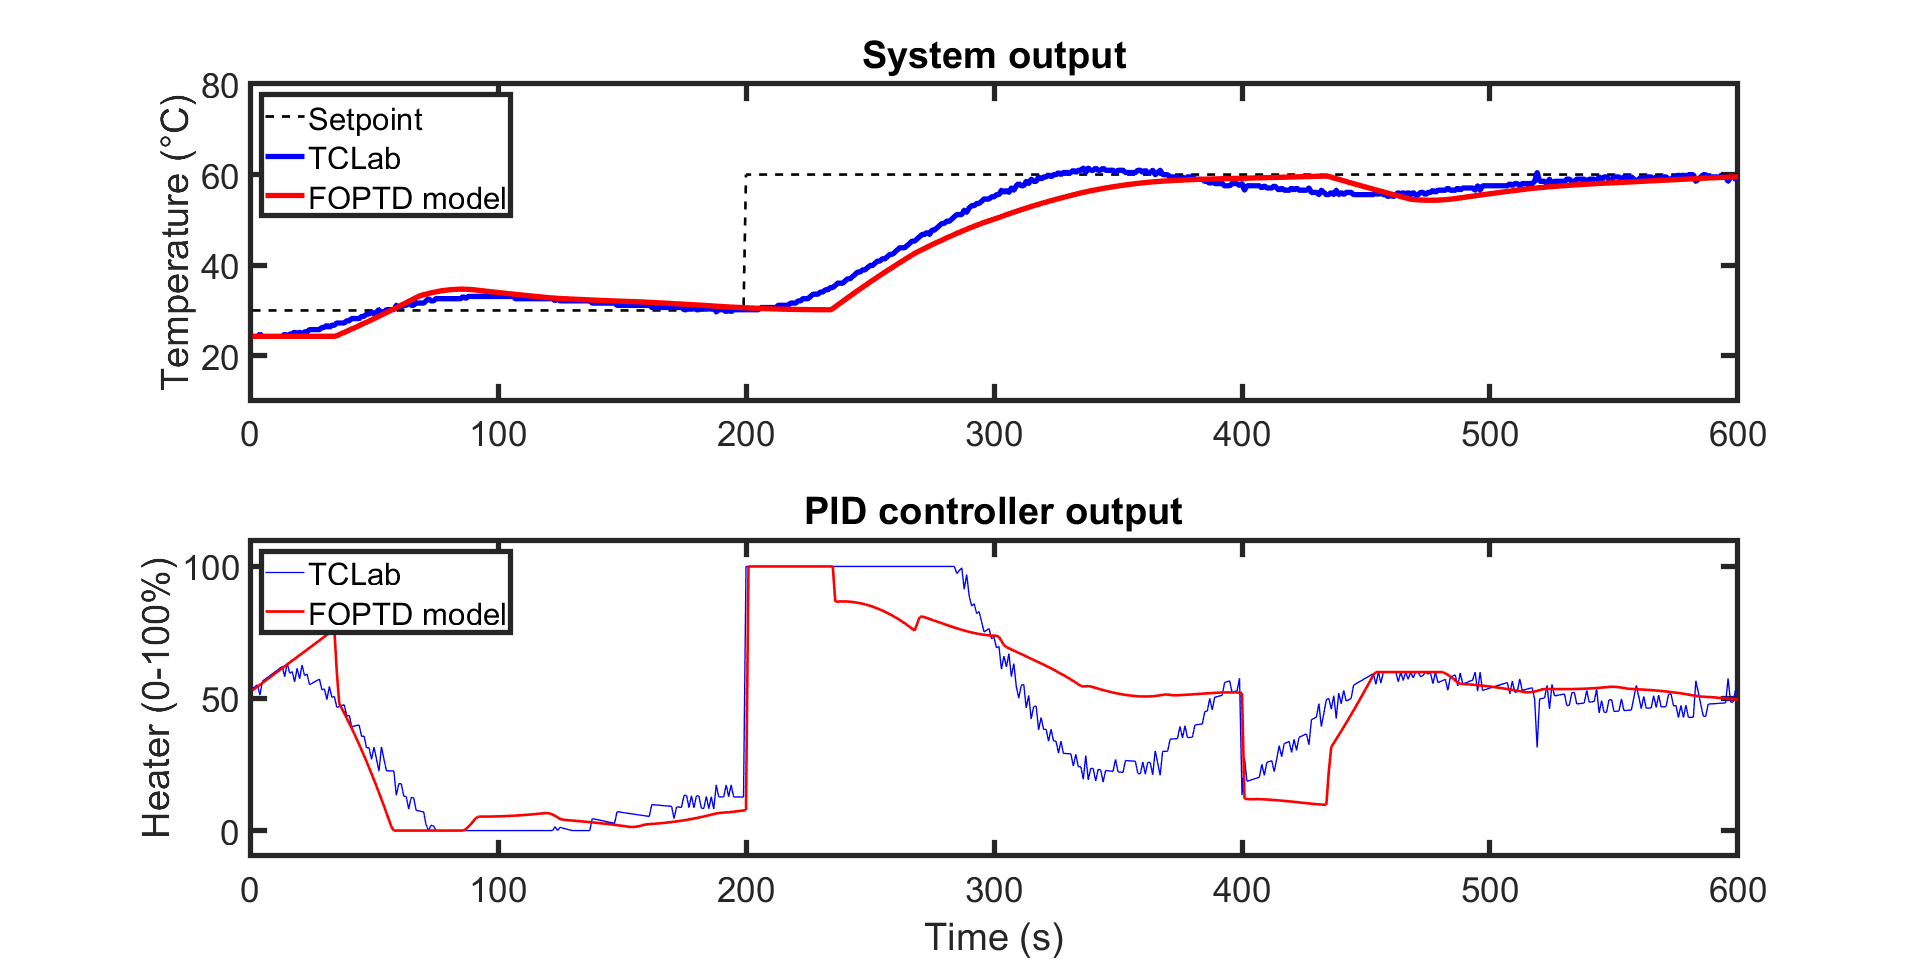 System output
Temperature (°C)
80
60
40
20
Setpoint
TCLab
FOPTD model
0 100 200 300 400 500 600
PID controller output
Heater (0-100%)
100
50
0
TCLab
FOPTD model
0 100 200 300 400 500 600
Time (s)